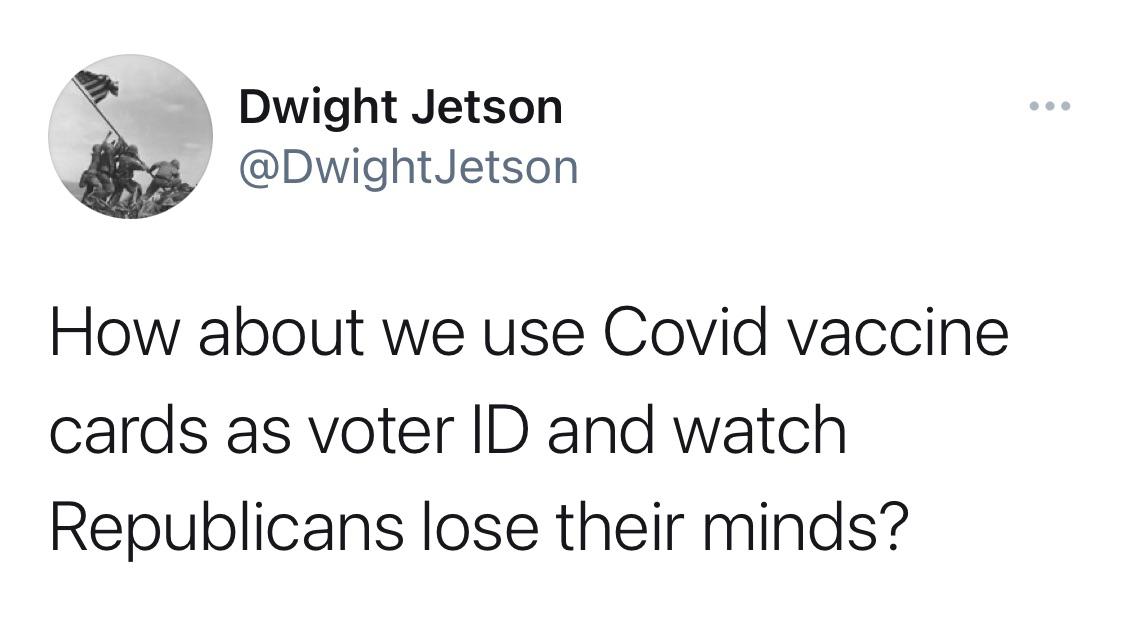 Dwight Jetson
@DwightJetson
How about we use Covid vaccine
cards as voter ID and watch
Republicans lose their minds?